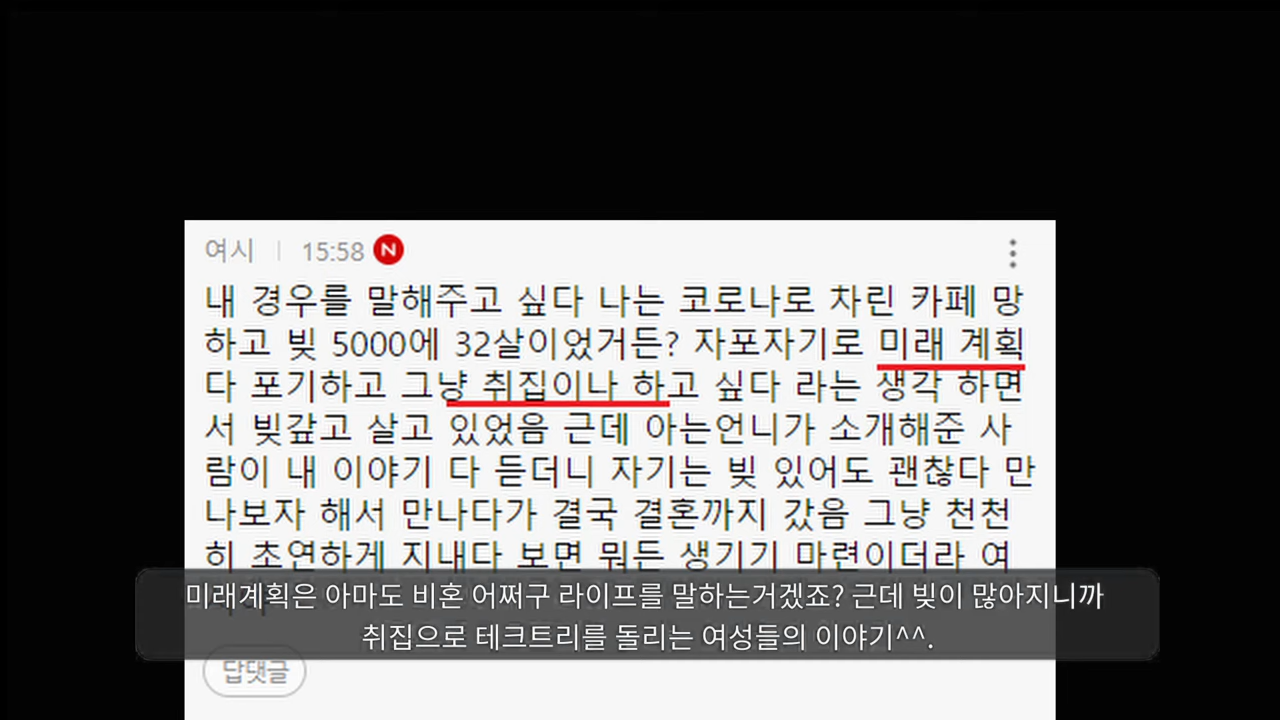 여시 | 15:58 N
내 경우를 말해주고 싶다 나는 코로나로 차린 카페 망
하고 빚 5000에 32살이었거든? 자포자기로 미래 계획
다 포기하고 그냥 취집이나 하고 싶다 라는 생각 하면
서 빚갚고 살고 있었음 근데 아는언니가 소개해준 사
람이 내 이야기 다 듣더니 자기는 빚 있어도 괜찮다 만
나보자 해서 만나다가 결국 결혼까지 갔음 그냥 천천
히 초연하게 지내다 보면 뭐든 생기기 마련이더라 여
미래계획은 아마도 비혼 어쩌구 라이프를 말하는거겠죠? 근데 빚이 많아지니까
취집으로 테크트리를 돌리는 여성들의 이야기^^.
답댓글